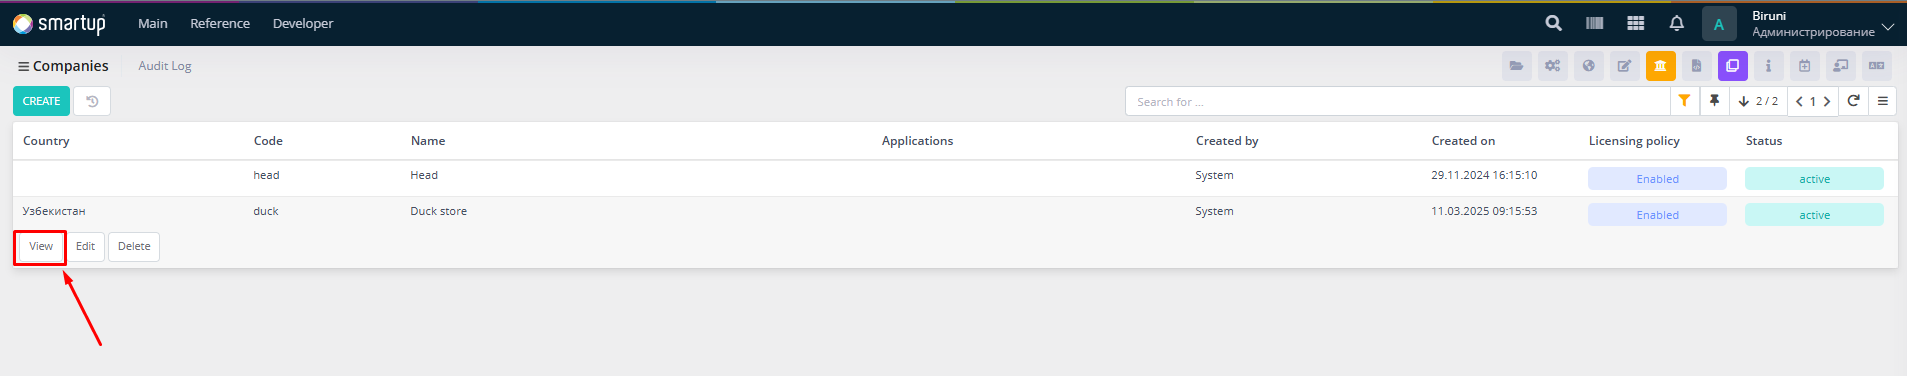 smartup Main Reference Developer A Biruni
Администрирование
Companies Audit Log
CREATE Search for ... 2 / 2 1
Country Code Name Applications Created by Created on Licensing policy Status
head Head System 29.11.2024 16:15:10 Enabled active
Узбекистан duck Duck store System 11.03.2025 09:15:53 Enabled active
View Edit Delete